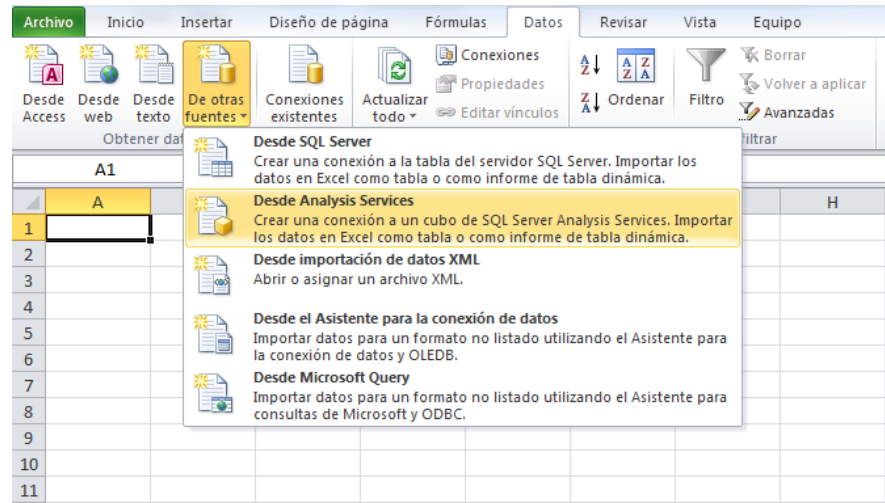 Archivo Inicio Insertar Diseño de página Fórmulas Datos Revisar Vista Equipo
Desde Access
Desde web
Desde texto
De otras fuentes
Conexiones existentes
Actualizar todo
Conexiones
Propiedades
Editar vínculos
A Z
Z A
A Z
Z A
Ordenar
Filtro
Borrar
Volver a aplicar
Avanzadas
Obtener da
filtrar
A1
Desde SQL Server
Crear una conexión a la tabla del servidor SQL Server. Importar los
datos en Excel como tabla o como informe de tabla dinámica.
Desde Analysis Services
Crear una conexión a un cubo de SQL Server Analysis Services. Importar
los datos en Excel como tabla o como informe de tabla dinámica.
Desde importación de datos XML
Abrir o asignar un archivo XML.
Desde el Asistente para la conexión de datos
Importar datos para un formato no listado utilizando el Asistente para
la conexión de datos y OLEDB.
Desde Microsoft Query
Importar datos para un formato no listado utilizando el Asistente para
consultas de Microsoft y ODBC.
A H
1
2
3
4
5
6
7
8
9
10
11